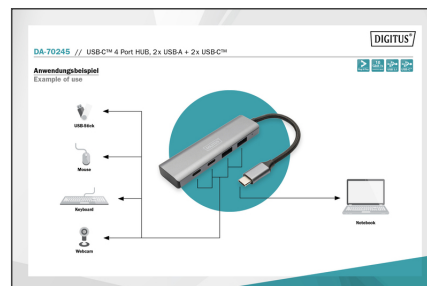 DIGITUS®
DA-70245 // USB-C™ 4 Port HUB, 2x USB-A + 2x USB-C™
Anwendungsbeispiel
Example of use
USB-Stick
Mouse
Keyboard
Webcam
Notebook